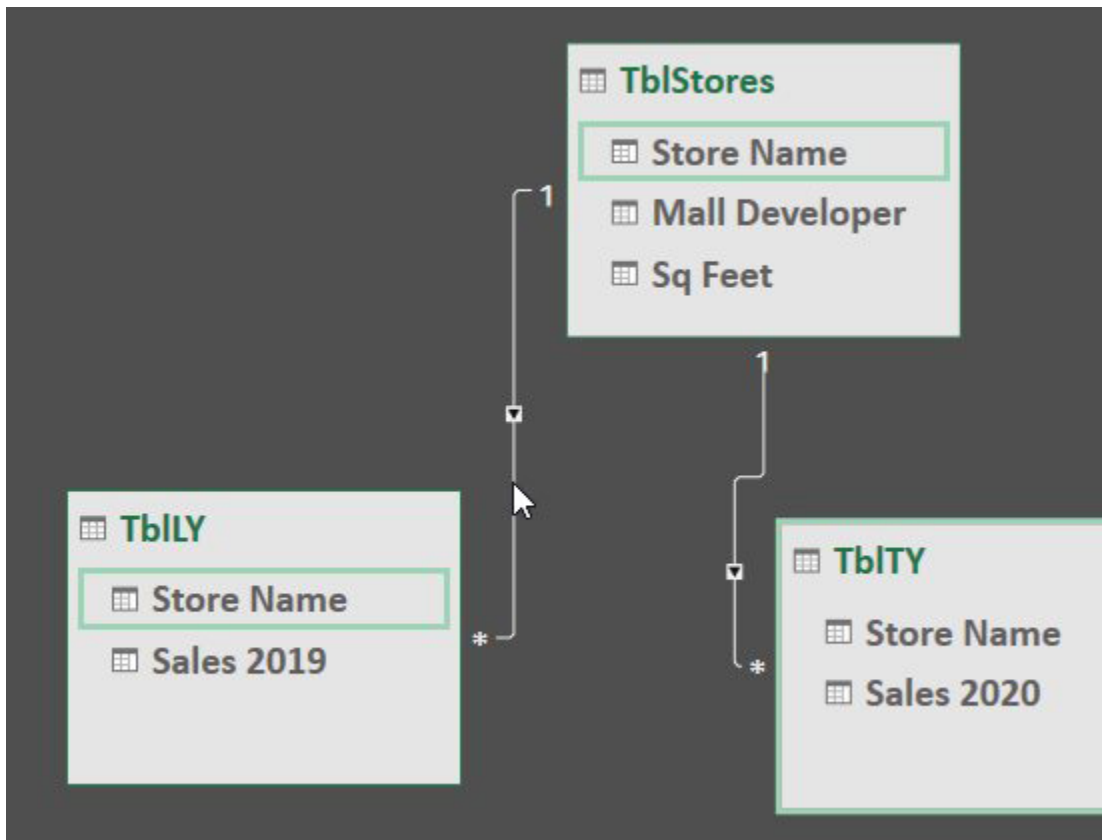 TblStores
Store Name
Mall Developer
Sq Feet
1
1
TblLY
Store Name
Sales 2019
*
TblTY
Store Name
Sales 2020
*